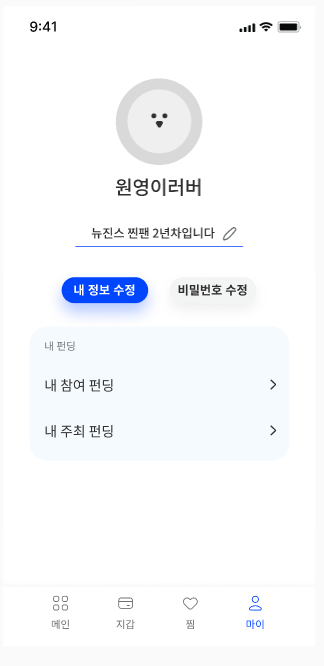 9:41
원영이러버
뉴진스 찐팬 2년차입니다
내 정보 수정 비밀번호 수정
내 펀딩
내 참여 펀딩
내 주최 펀딩
메인 지갑 찜 마이